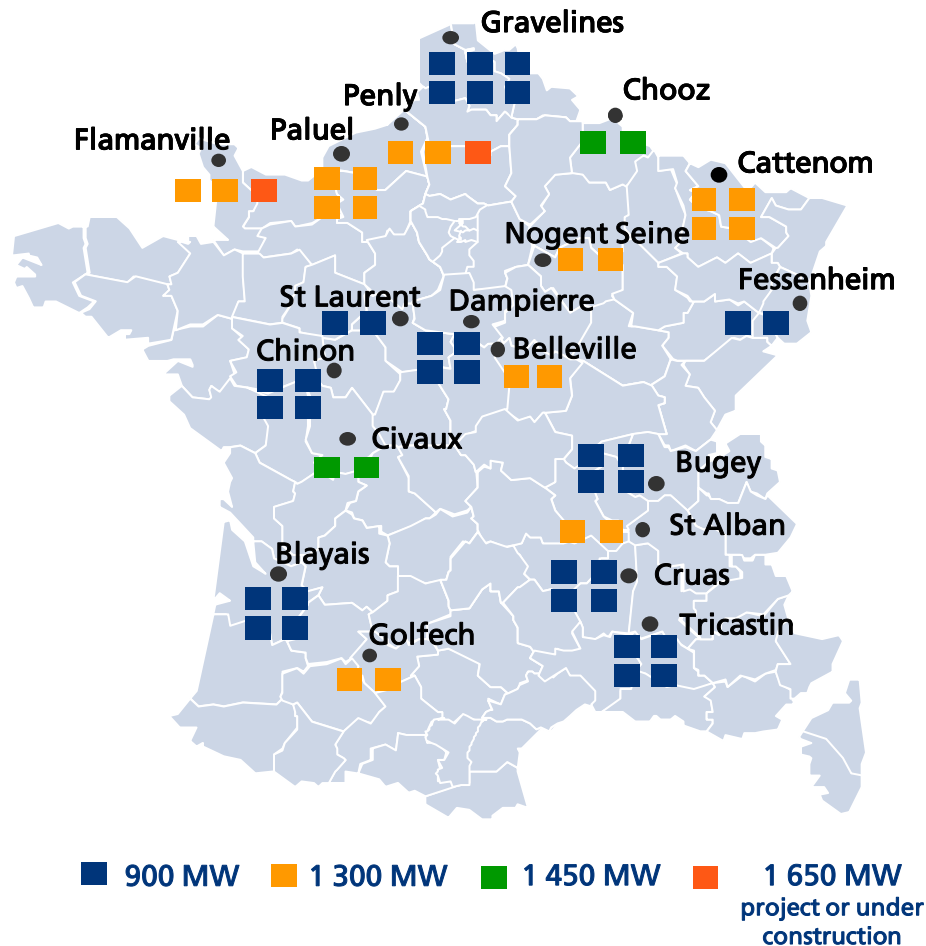 Gravelines
Penly
Chooz
Flamanville
Paluel
Cattenom
Nogent Seine
Fessenheim
St Laurent
Dampierre
Chinon
Belleville
Civaux
Bugey
St Alban
Blayais
Cruas
Golfech
Tricastin
900 MW
1 300 MW
1 450 MW
1 650 MW
project or under
construction